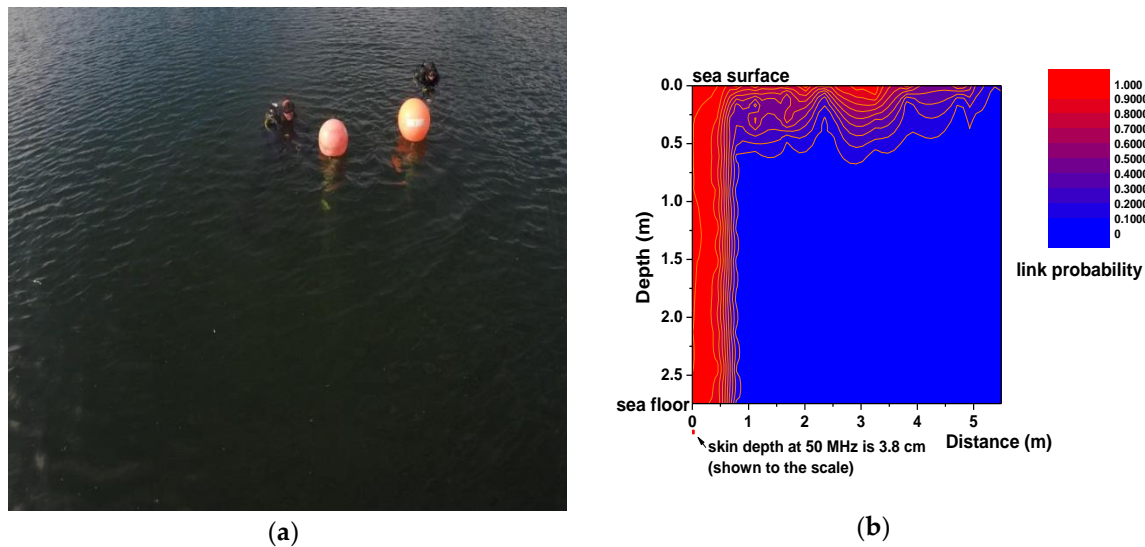 sea surface
0.0
0.5
1.0
1.5
2.0
2.5
Depth (m)
sea floor
0 1 2 3 4 5
Distance (m)
skin depth at 50 MHz is 3.8 cm
(shown to the scale)
1.000
0.9000
0.8000
0.7000
0.6000
0.5000
0.4000
0.3000
0.2000
0.1000
0
link probability
(a)
(b)